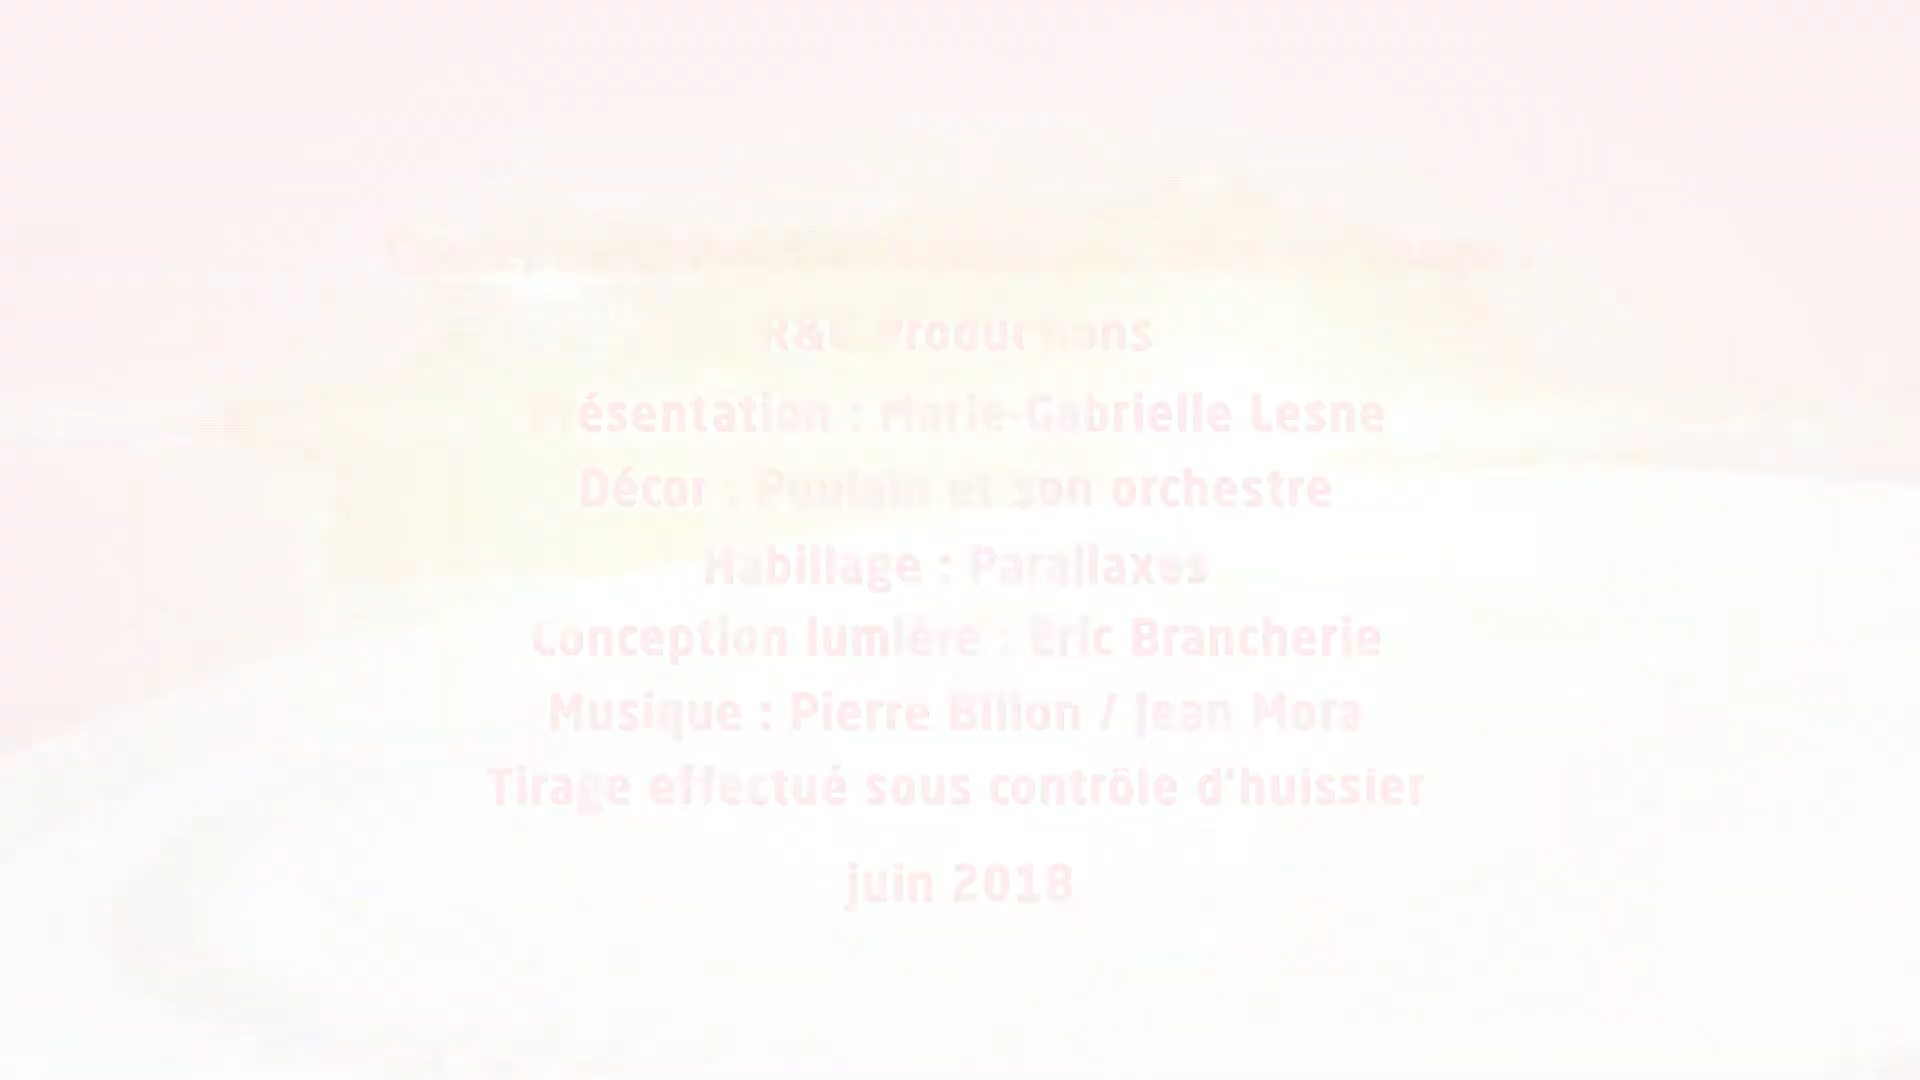 R&G Productions
Présentation : Marie-Gabrielle Lesne
Décor : Poulain et son orchestre
Habillage : Parallaxes
Conception lumière : Eric Brancherie
Musique : Pierre Billon / Jean Mora
Tirage effectué sous contrôle d'huissier
juin 2018